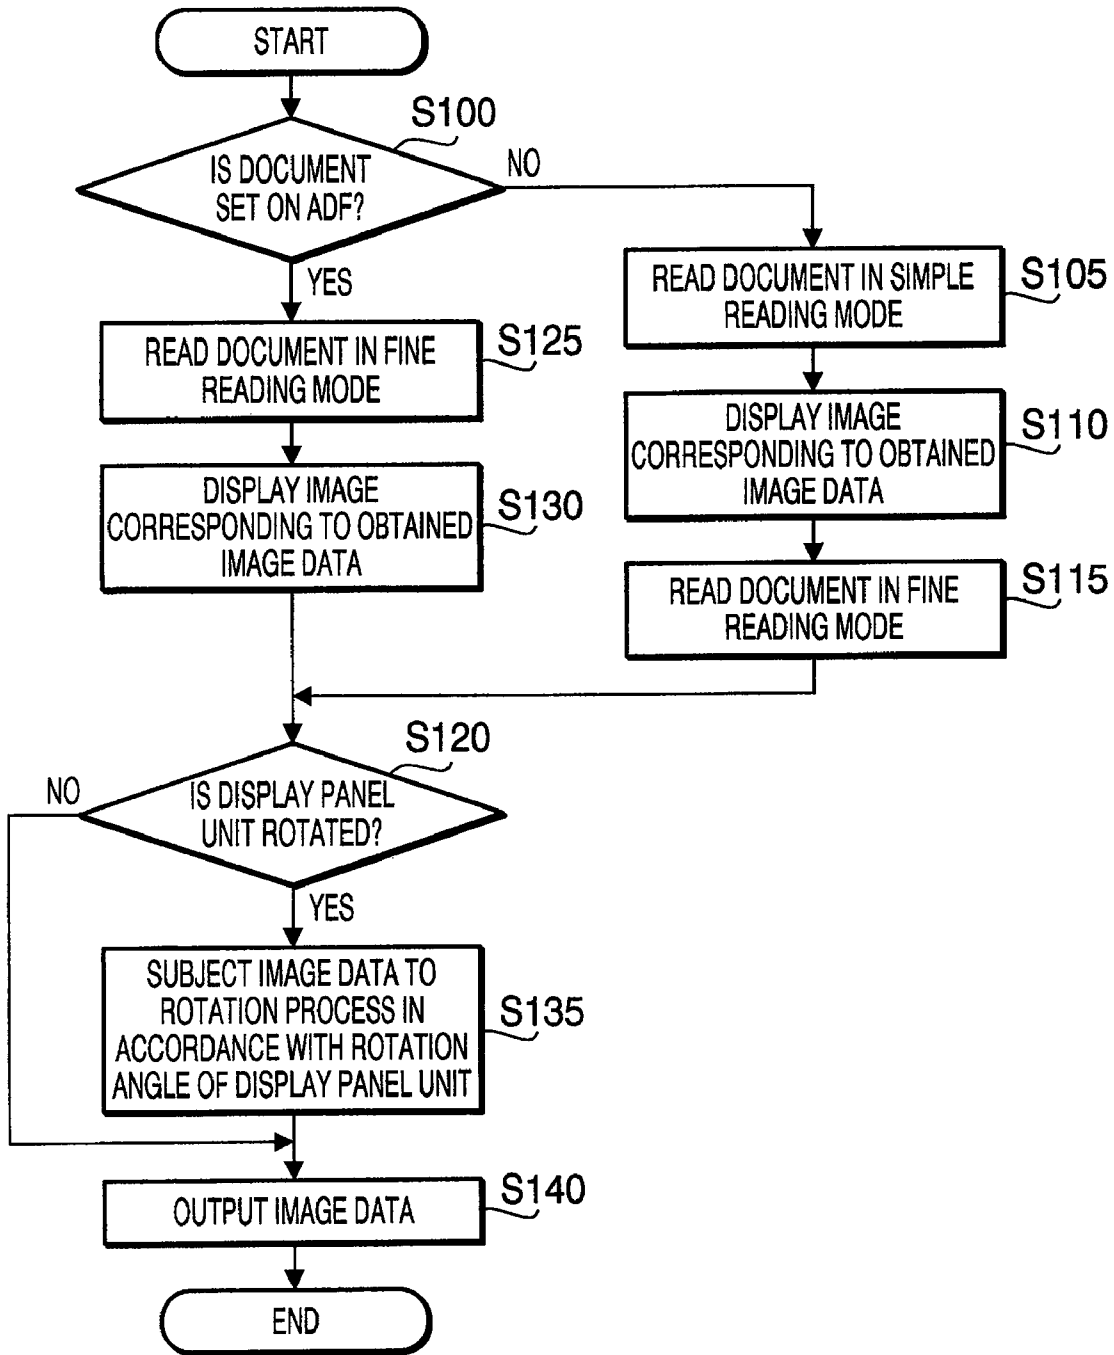 START
S100
IS DOCUMENT
SET ON ADF?
NO
YES
READ DOCUMENT IN SIMPLE
READING MODE
S105
READ DOCUMENT IN FINE
READING MODE
S125
DISPLAY IMAGE
CORRESPONDING TO OBTAINED
IMAGE DATA
S110
DISPLAY IMAGE
CORRESPONDING TO OBTAINED
IMAGE DATA
S130
READ DOCUMENT IN FINE
READING MODE
S115
S120
IS DISPLAY PANEL
UNIT ROTATED?
NO
YES
SUBJECT IMAGE DATA TO
ROTATION PROCESS IN
ACCORDANCE WITH ROTATION
ANGLE OF DISPLAY PANEL UNIT
S135
OUTPUT IMAGE DATA
S140
END